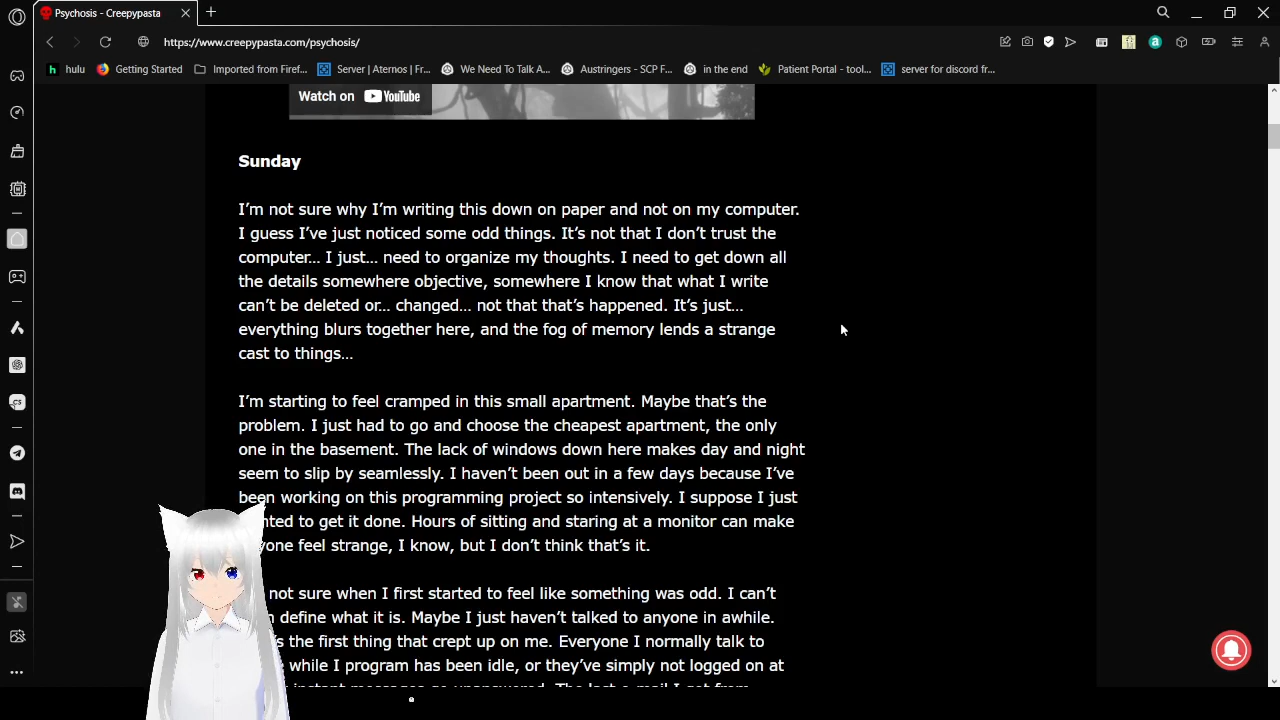 Psychosis - Creepypasta
https://www.creepypasta.com/psychosis/
hulu
Getting Started
Imported from Firef...
Server | Aternos | Fr...
We Need To Talk A...
Austringers - SCP F...
in the end
Patient Portal - tool...
server for discord fr...
Watch on YouTube
Sunday
I'm not sure why I'm writing this down on paper and not on my computer.
I guess I've just noticed some odd things. It's not that I don't trust the
computer... I just... need to organize my thoughts. I need to get down all
the details somewhere objective, somewhere I know that what I write
can't be deleted or... changed... not that that's happened. It's just...
everything blurs together here, and the fog of memory lends a strange
cast to things...
I'm starting to feel cramped in this small apartment. Maybe that's the
problem. I just had to go and choose the cheapest apartment, the only
one in the basement. The lack of windows down here makes day and night
seem to slip by seamlessly. I haven't been out in a few days because I've
been working on this programming project so intensively. I suppose I just
nted to get it done. Hours of sitting and staring at a monitor can make
yone feel strange, I know, but I don't think that's it.
not sure when I first started to feel like something was odd. I can't
define what it is. Maybe I just haven't talked to anyone in awhile.
s the first thing that crept up on me. Everyone I normally talk to
while I program has been idle, or they've simply not logged on at